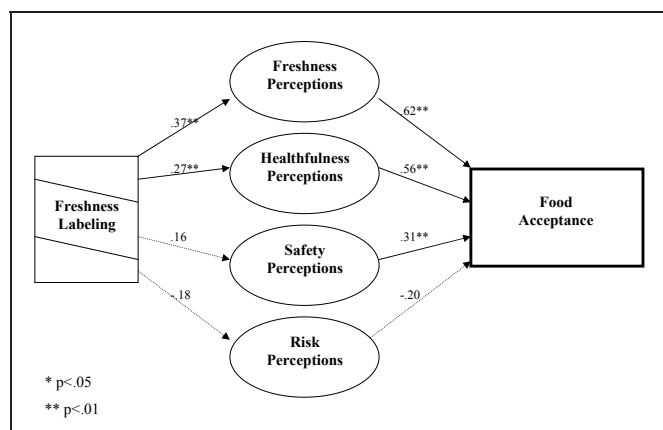 Freshness
Perceptions
.37**
.62**
.27**
Healthfulness
Perceptions
.56**
Freshness
Labeling
Food
Acceptance
.16
Safety
Perceptions
.31**
-.18
-.20
Risk
Perceptions
* p<.05
** p<.01